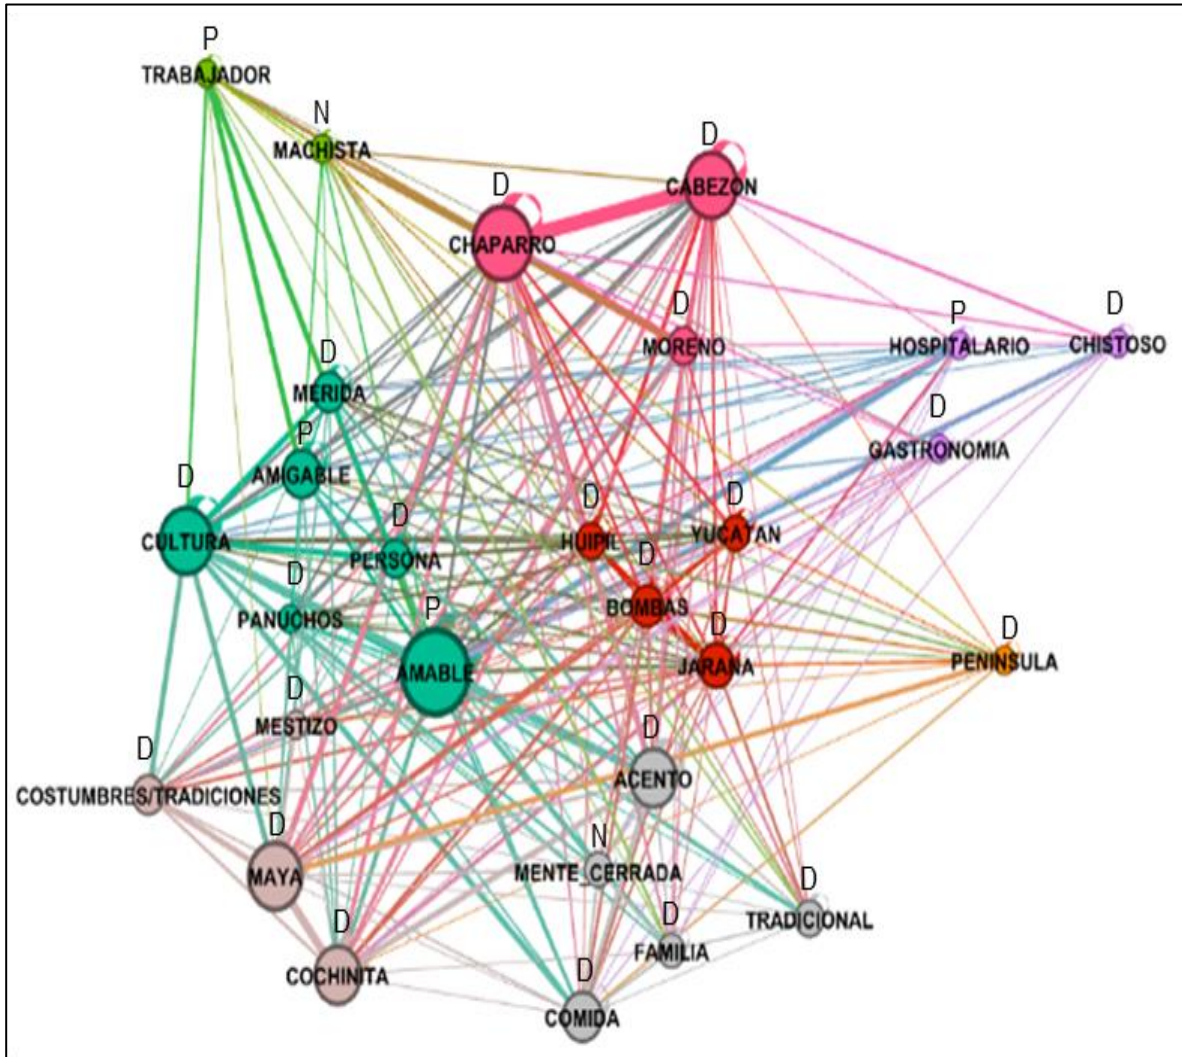 P
TRABAJADOR
N
MACHISTA
D
CABEZON
D
CHAPARRO
D
MORENO
P
HOSPITALARIO
D
CHISTOSO
D
MERIDA
D
GASTRONOMIA
P
AMIGABLE
D
CULTURA
D
PERSONA
D
HUIPIL
D
YUCATAN
D
PANUCHOS
D
BOMBAS
P
AMABLE
D
JARANA
D
PENINSULA
D
MESTIZO
D
COSTUMBRES/TRADICIONES
D
ACENTO
D
MAYA
N
MENTE_CERRADA
D
TRADICIONAL
D
FAMILIA
D
COCHINITA
D
COMIDA